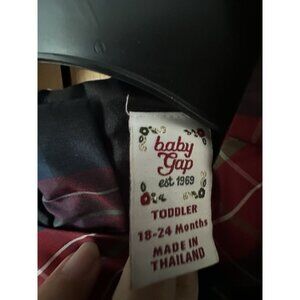 baby
Gap
est 1969
TODDLER
18-24 Months
MADE IN
THAILAND